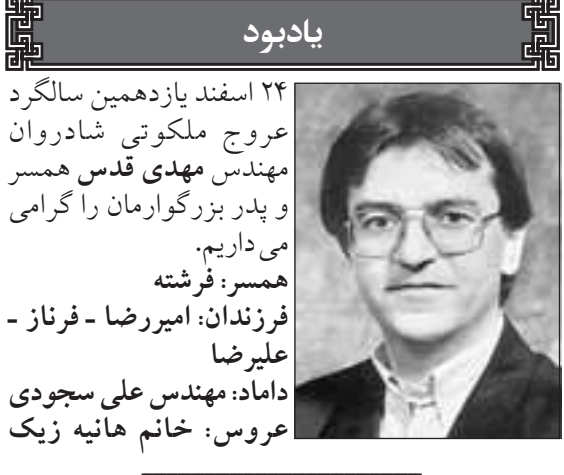 یادبود
۲۴ اسفند یازدهمین سالگرد
عروج ملکوتی شادروان
مهندس مهدی قدس همسر
و پدر بزرگوارمان را گرامی
می‌داریم.
همسر: فرشته
فرزندان: امیررضا ـ فرناز ـ
علیرضا
داماد: مهندس علی سجودی
عروس: خانم هانیه زیک